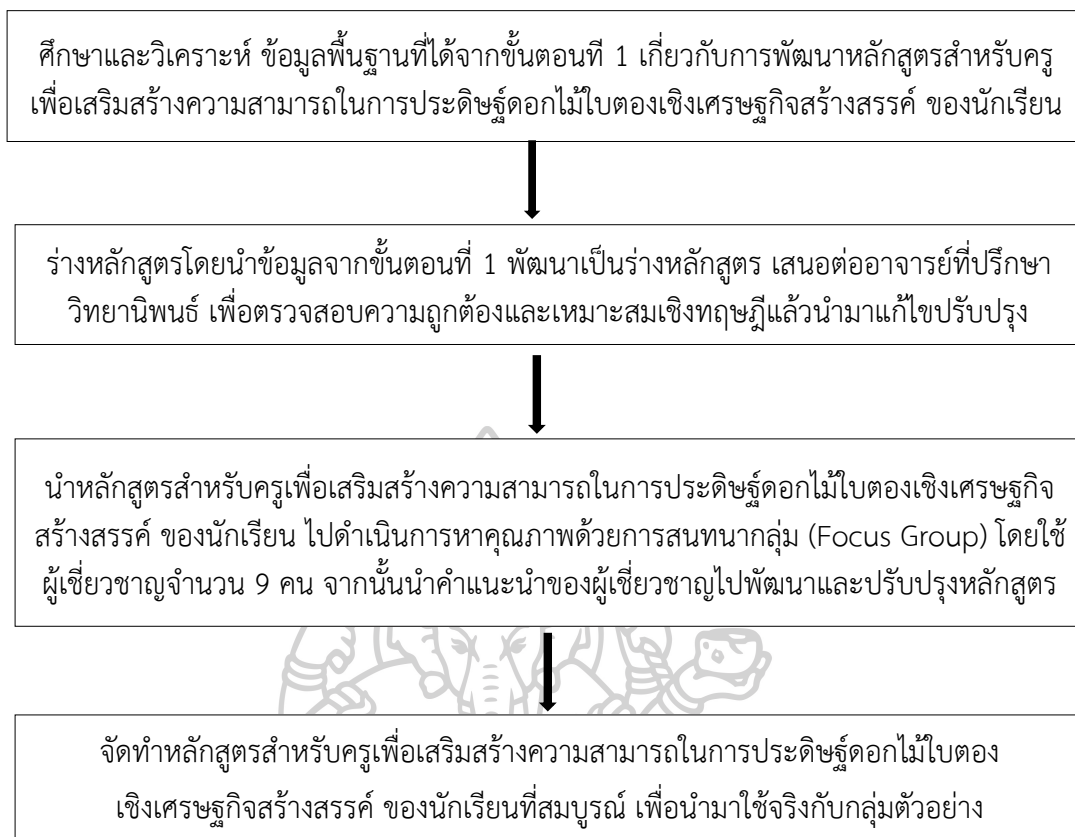 ศึกษาและวิเคราะห์ ข้อมูลพื้นฐานที่ได้จากขั้นตอนที 1 เกี่ยวกับการพัฒนาหลักสูตรสำหรับครู
เพื่อเสริมสร้างความสามารถในการประดิษฐ์ดอกไม้ใบตองเชิงเศรษฐกิจสร้างสรรค์ ของนักเรียน
ร่างหลักสูตรโดยนำข้อมูลจากขั้นตอนที่ 1 พัฒนาเป็นร่างหลักสูตร เสนอต่ออาจารย์ที่ปรึกษา
วิทยานิพนธ์ เพื่อตรวจสอบความถูกต้องและเหมาะสมเชิงทฤษฎีแล้วนำมาแก้ไขปรับปรุง
นำหลักสูตรสำหรับครูเพื่อเสริมสร้างความสามารถในการประดิษฐ์ดอกไม้ใบตองเชิงเศรษฐกิจ
สร้างสรรค์ ของนักเรียน ไปดำเนินการหาคุณภาพด้วยการสนทนากลุ่ม (Focus Group) โดยใช้
ผู้เชี่ยวชาญจำนวน 9 คน จากนั้นนำคำแนะนำของผู้เชี่ยวชาญไปพัฒนาและปรับปรุงหลักสูตร
จัดทำหลักสูตรสำหรับครูเพื่อเสริมสร้างความสามารถในการประดิษฐ์ดอกไม้ใบตอง
เชิงเศรษฐกิจสร้างสรรค์ ของนักเรียนที่สมบูรณ์ เพื่อนำมาใช้จริงกับกลุ่มตัวอย่าง